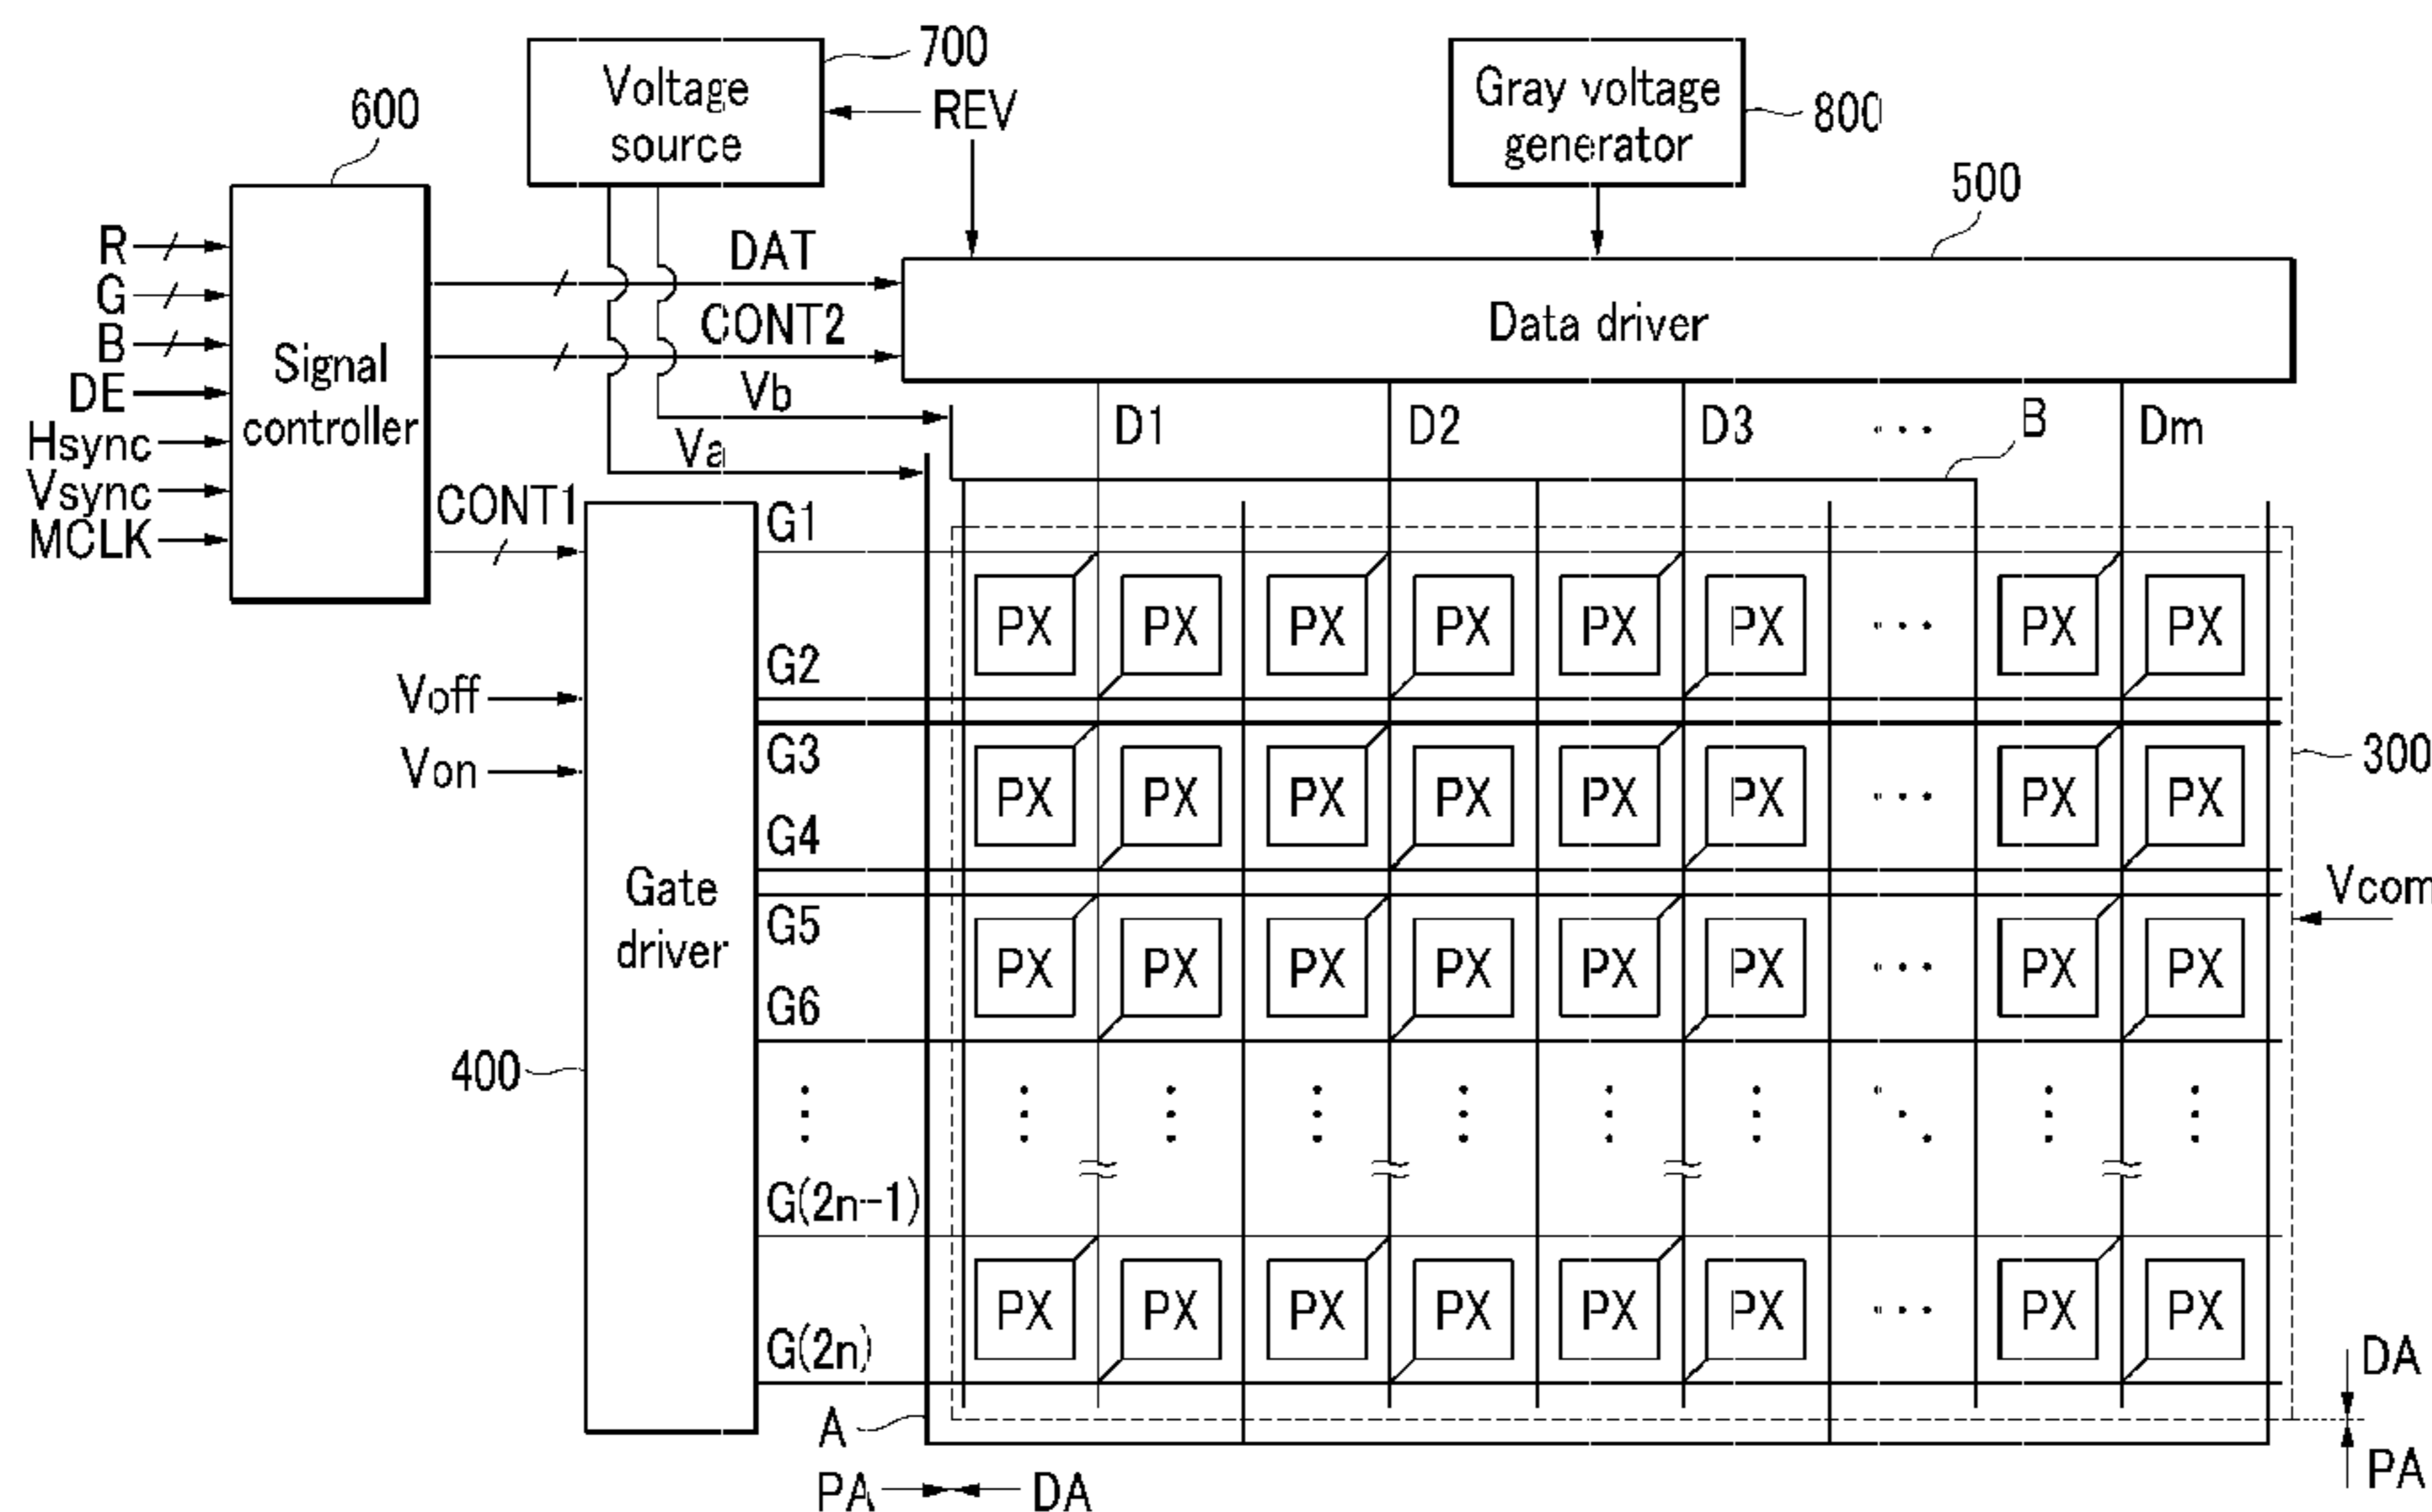 700
Voltage
source
REV
Gray voltage
generator
800
600
500
R
G
B
DE
Hsync
Vsync
MCLK
Signal
controller
DAT
CONT2
Data driver
Vb
Va
D1 D2 D3 ··· B Dm
CONT1
G1
PX PX PX PX PX PX ··· PX PX
G2
Voff
Von
G3
PX PX PX PX PX PX ··· PX PX
300
G4
Gate
driver
Vcom
G5
PX PX PX PX PX PX ··· PX PX
G6
400
G(2n-1)
PX PX PX PX PX PX ··· PX PX
G(2n)
DA
A
PA
PA DA